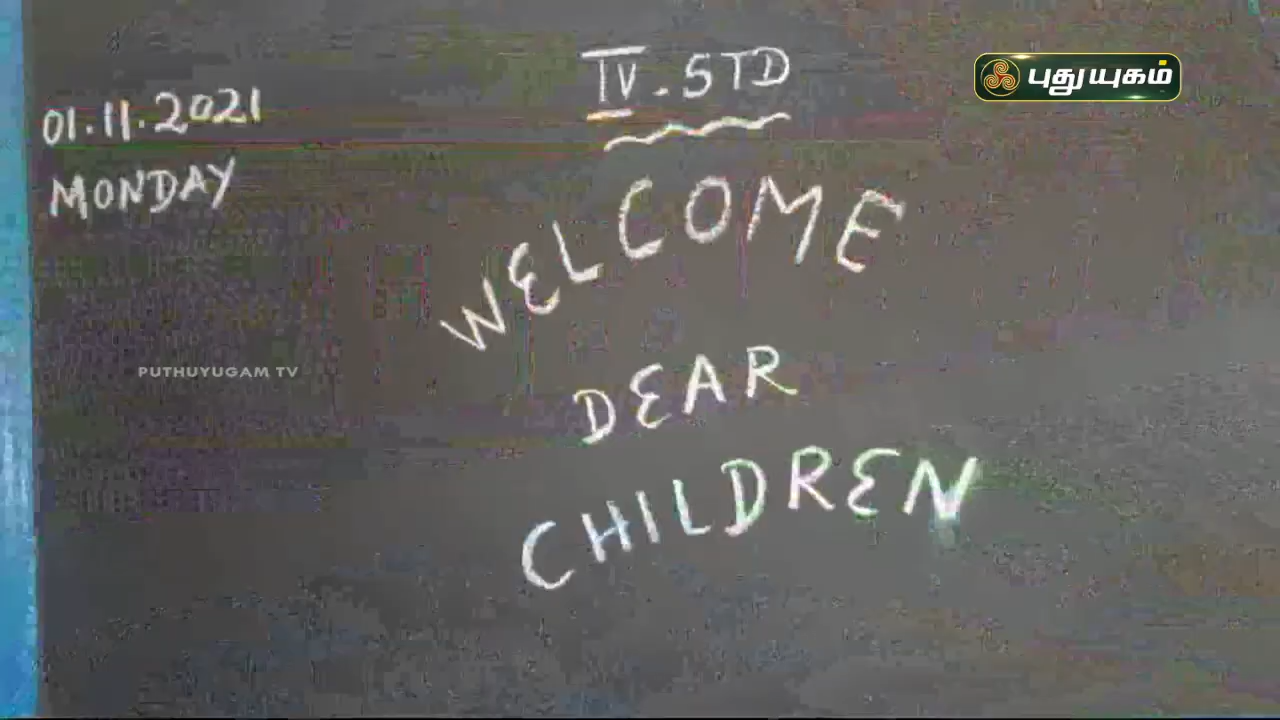 IV. STD
புதுயுகம்
01.11.2021
MONDAY
WELCOME
PUTHUYUGAM TV
DEAR
CHILDREN